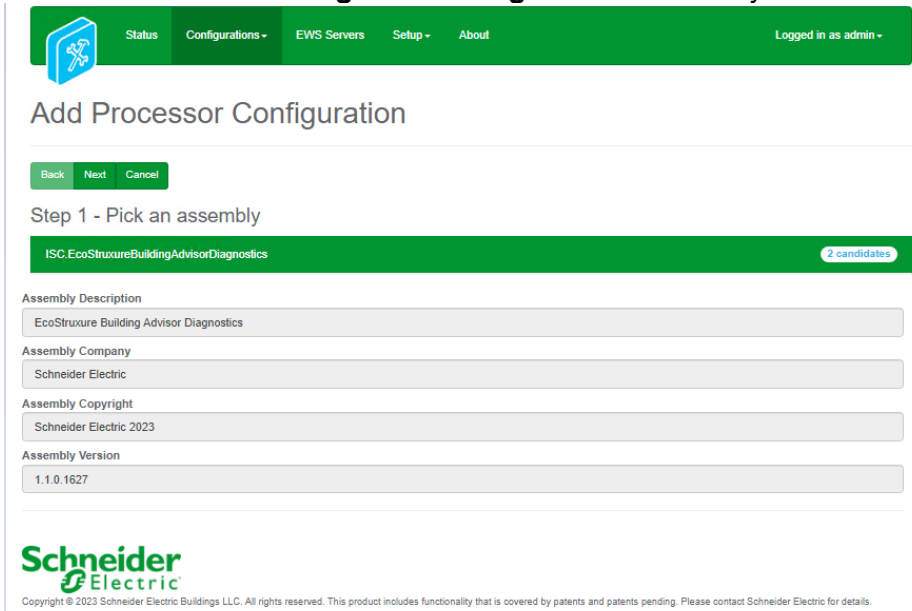 Status Configurations EWS Servers Setup About Logged in as admin
Add Processor Configuration
Back Next Cancel
Step 1 - Pick an assembly
ISC.EcoStruxureBuildingAdvisorDiagnostics 2 candidates
Assembly Description
EcoStruxure Building Advisor Diagnostics
Assembly Company
Schneider Electric
Assembly Copyright
Schneider Electric 2023
Assembly Version
1.1.0.1627
Schneider
Electric
Copyright © 2023 Schneider Electric Buildings LLC. All rights reserved. This product includes functionality that is covered by patents and patents pending. Please contact Schneider Electric for details.